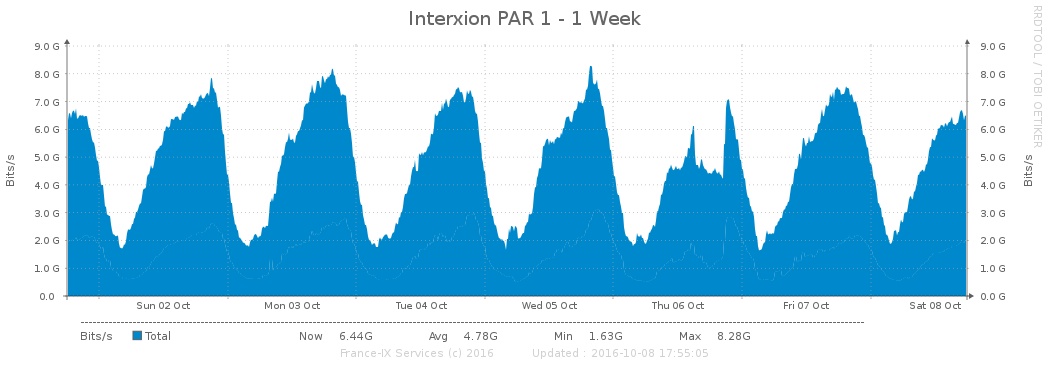 Interxion PAR 1 - 1 Week
RRDTOOL / TOBI OETIKER
Bits/s
Bits/s
9.0 G 9.0 G
8.0 G 8.0 G
7.0 G 7.0 G
6.0 G 6.0 G
5.0 G 5.0 G
4.0 G 4.0 G
3.0 G 3.0 G
2.0 G 2.0 G
1.0 G 1.0 G
0.0 0.0 G
Sun 02 Oct Mon 03 Oct Tue 04 Oct Wed 05 Oct Thu 06 Oct Fri 07 Oct Sat 08 Oct
Bits/s Total Now 6.44G Avg 4.78G Min 1.63G Max 8.28G
France-IX Services (c) 2016 Updated : 2016-10-08 17:55:05